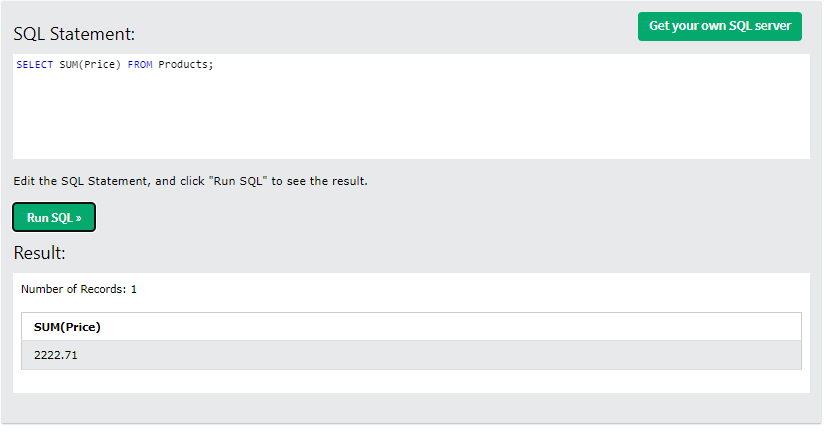 SQL Statement:
Get your own SQL server
SELECT SUM(Price) FROM Products;
Edit the SQL Statement, and click "Run SQL" to see the result.
Run SQL »
Result:
Number of Records: 1
SUM(Price)
2222.71